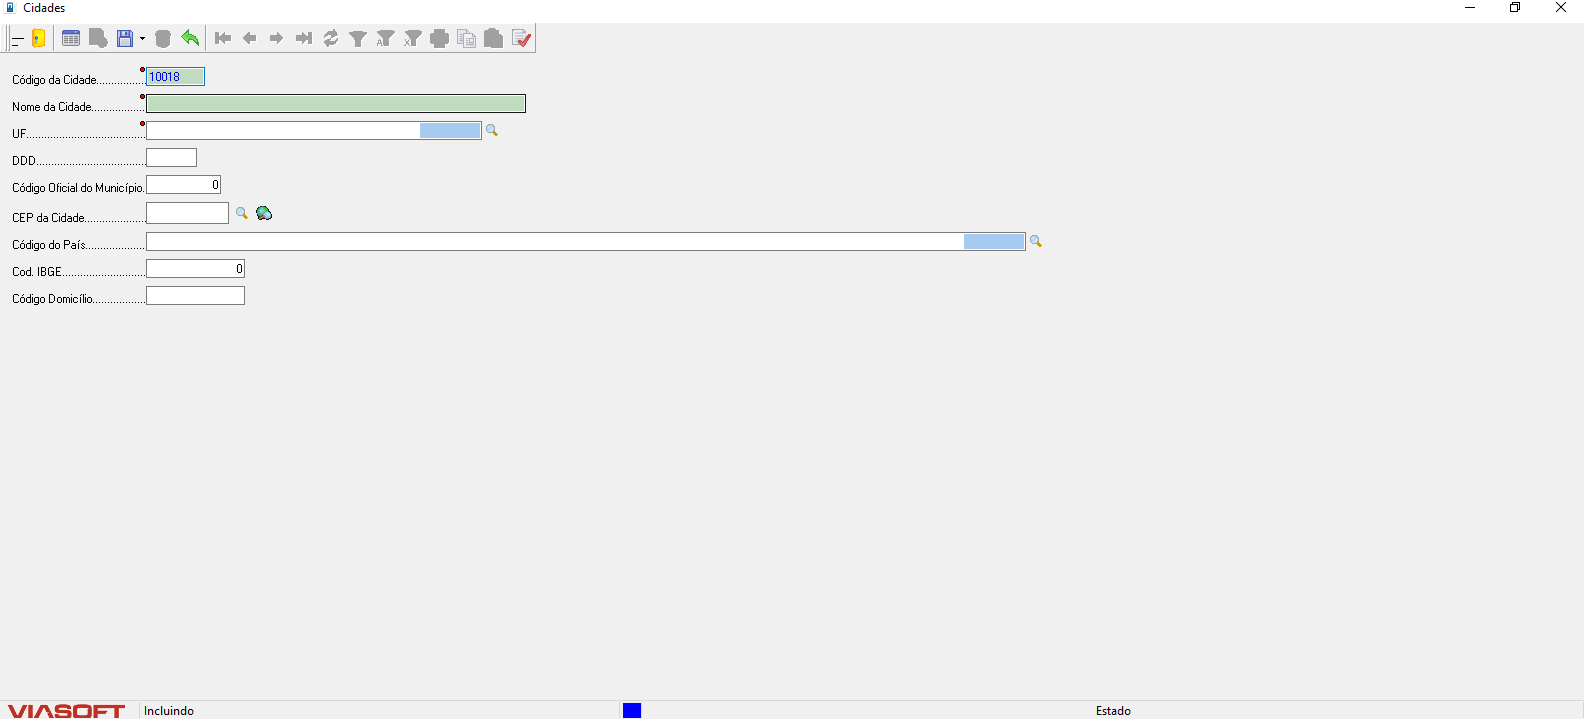 Cidades
Código da Cidade................. 10018
Nome da Cidade..................
UF........................................
DDD.....................................
Código Oficial do Município. 0
CEP da Cidade.....................
Código do País.....................
Cod. IBGE............................ 0
Código Domicílio..................
VIASOFT Incluindo Estado